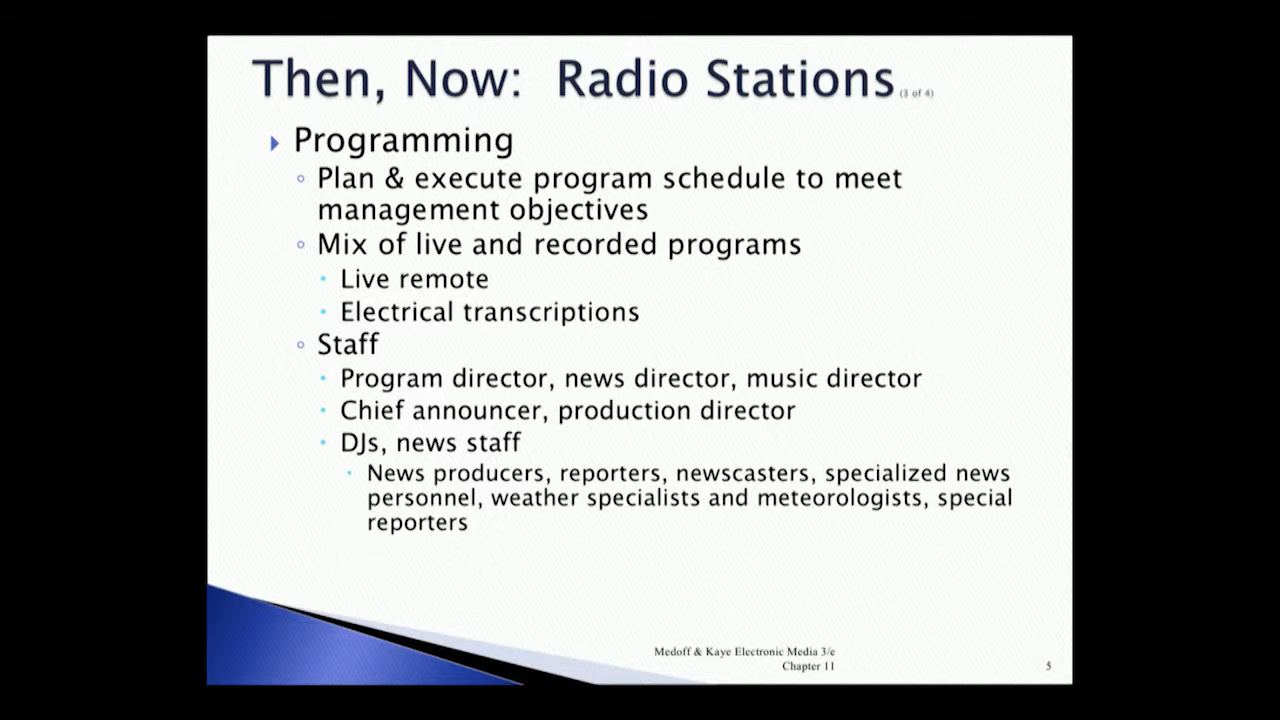 Then, Now:  Radio Stations (3 of 4)
Programming
Plan & execute program schedule to meet
management objectives
Mix of live and recorded programs
Live remote
Electrical transcriptions
Staff
Program director, news director, music director
Chief announcer, production director
DJs, news staff
News producers, reporters, newscasters, specialized news
personnel, weather specialists and meteorologists, special
reporters
Medoff & Kaye Electronic Media 3/e
Chapter 11
5